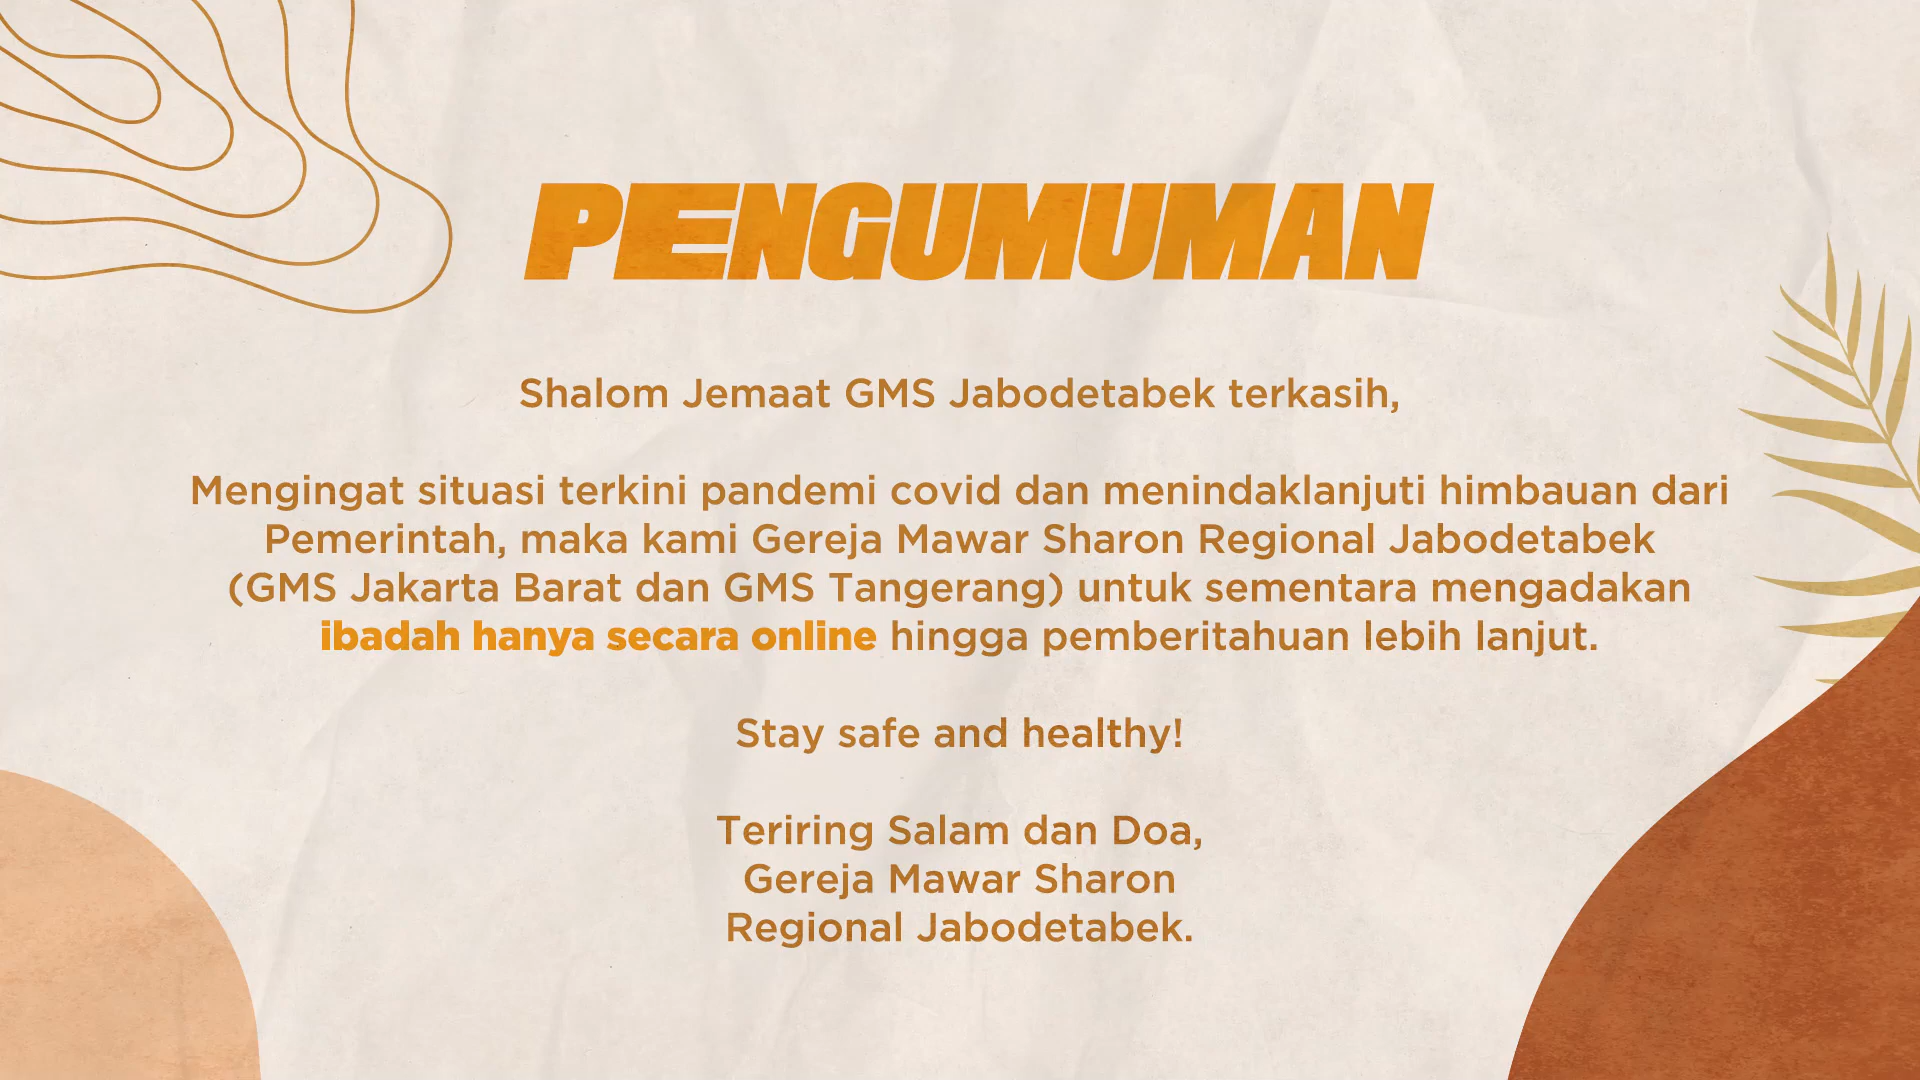 PENGUMUMAN
Shalom Jemaat GMS Jabodetabek terkasih,
Mengingat situasi terkini pandemi covid dan menindaklanjuti himbauan dari
Pemerintah, maka kami Gereja Mawar Sharon Regional Jabodetabek
(GMS Jakarta Barat dan GMS Tangerang) untuk sementara mengadakan
ibadah hanya secara online hingga pemberitahuan lebih lanjut.
Stay safe and healthy!
Teriring Salam dan Doa,
Gereja Mawar Sharon
Regional Jabodetabek.